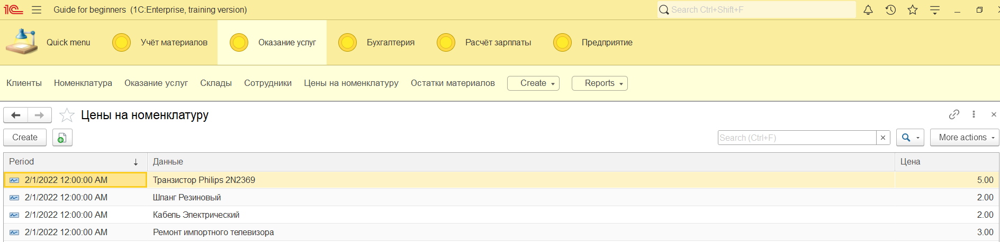 1C Guide for beginners (1C:Enterprise, training version) Search Ctrl+Shift+F
Quick menu Учёт материалов Оказание услуг Бухгалтерия Расчёт зарплаты Предприятие
Клиенты Номенклатура Оказание услуг Склады Сотрудники Цены на номенклатуру Остатки материалов Create Reports
Цены на номенклатуру
Create Search (Ctrl+F) More actions
Period Данные Цена
2/1/2022 12:00:00 AM Транзистор Philips 2N2369 5.00
2/1/2022 12:00:00 AM Шланг Резиновый 2.00
2/1/2022 12:00:00 AM Кабель Электрический 2.00
2/1/2022 12:00:00 AM Ремонт импортного телевизора 3.00